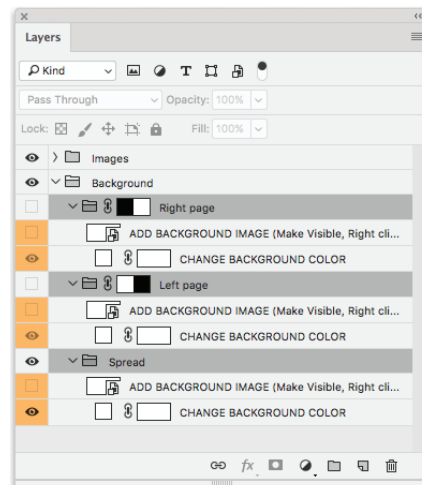 Layers
Kind
Pass Through Opacity: 100%
Lock: Fill: 100%
Images
Background
Right page
ADD BACKGROUND IMAGE (Make Visible, Right cli...
CHANGE BACKGROUND COLOR
Left page
ADD BACKGROUND IMAGE (Make Visible, Right cli...
CHANGE BACKGROUND COLOR
Spread
ADD BACKGROUND IMAGE (Make Visible, Right cli...
CHANGE BACKGROUND COLOR
fx